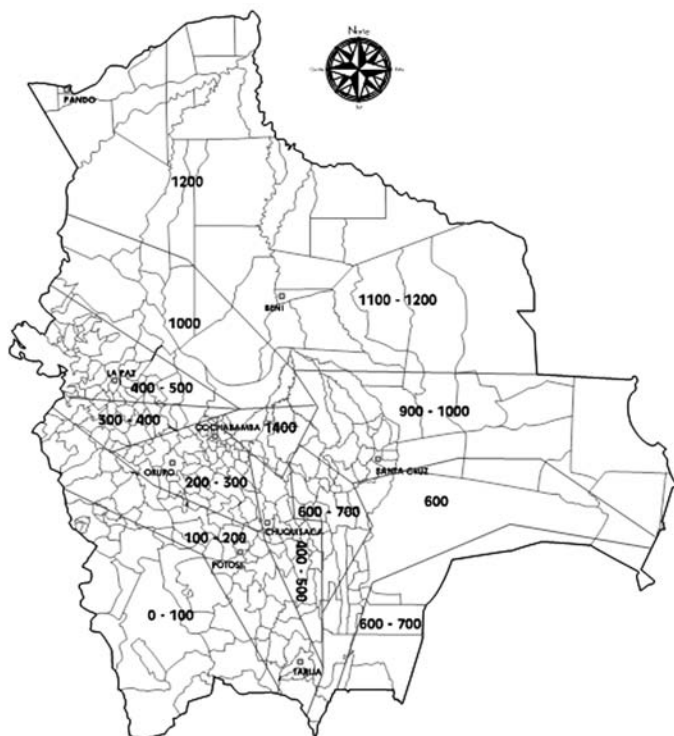 Norte
PANDO
1200
BENI
1100 - 1200
1000
LA PAZ
400 - 500
900 - 1000
300 - 400
COCHABAMBA
1400
ORURO
SANTA CRUZ
200 - 300
600
600 - 700
CHUQUISACA
100 - 200
400 - 500
POTOSI
0 - 100
600 - 700
TARIJA